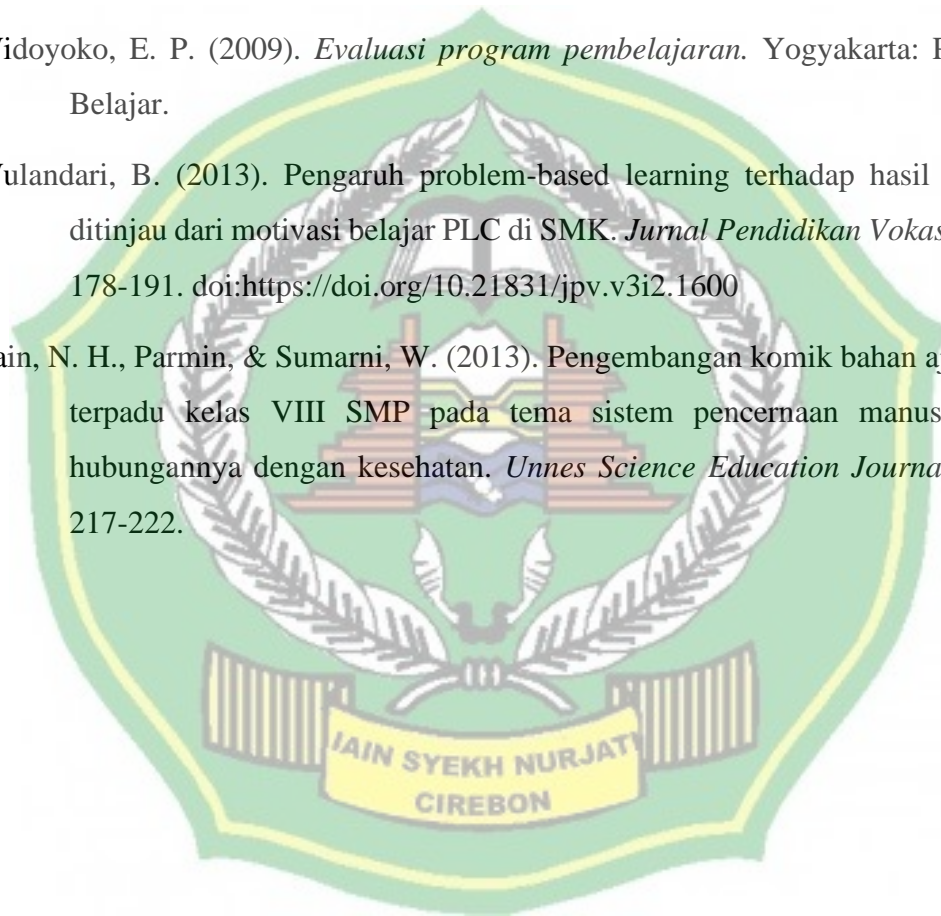 idoyoko, E. P. (2009). Evaluasi program pembelajaran. Yogyakarta:
Belajar.
ulandari, B. (2013). Pengaruh problem-based learning terhadap hasil
ditinjau dari motivasi belajar PLC di SMK. Jurnal Pendidikan Vokas
178-191. doi:https://doi.org/10.21831/jpv.v3i2.1600
ain, N. H., Parmin, & Sumarni, W. (2013). Pengembangan komik bahan aj
terpadu kelas VIII SMP pada tema sistem pencernaan manus
hubungannya dengan kesehatan. Unnes Science Education Journa
217-222.
IAIN SYEKH NURJATI
CIREBON